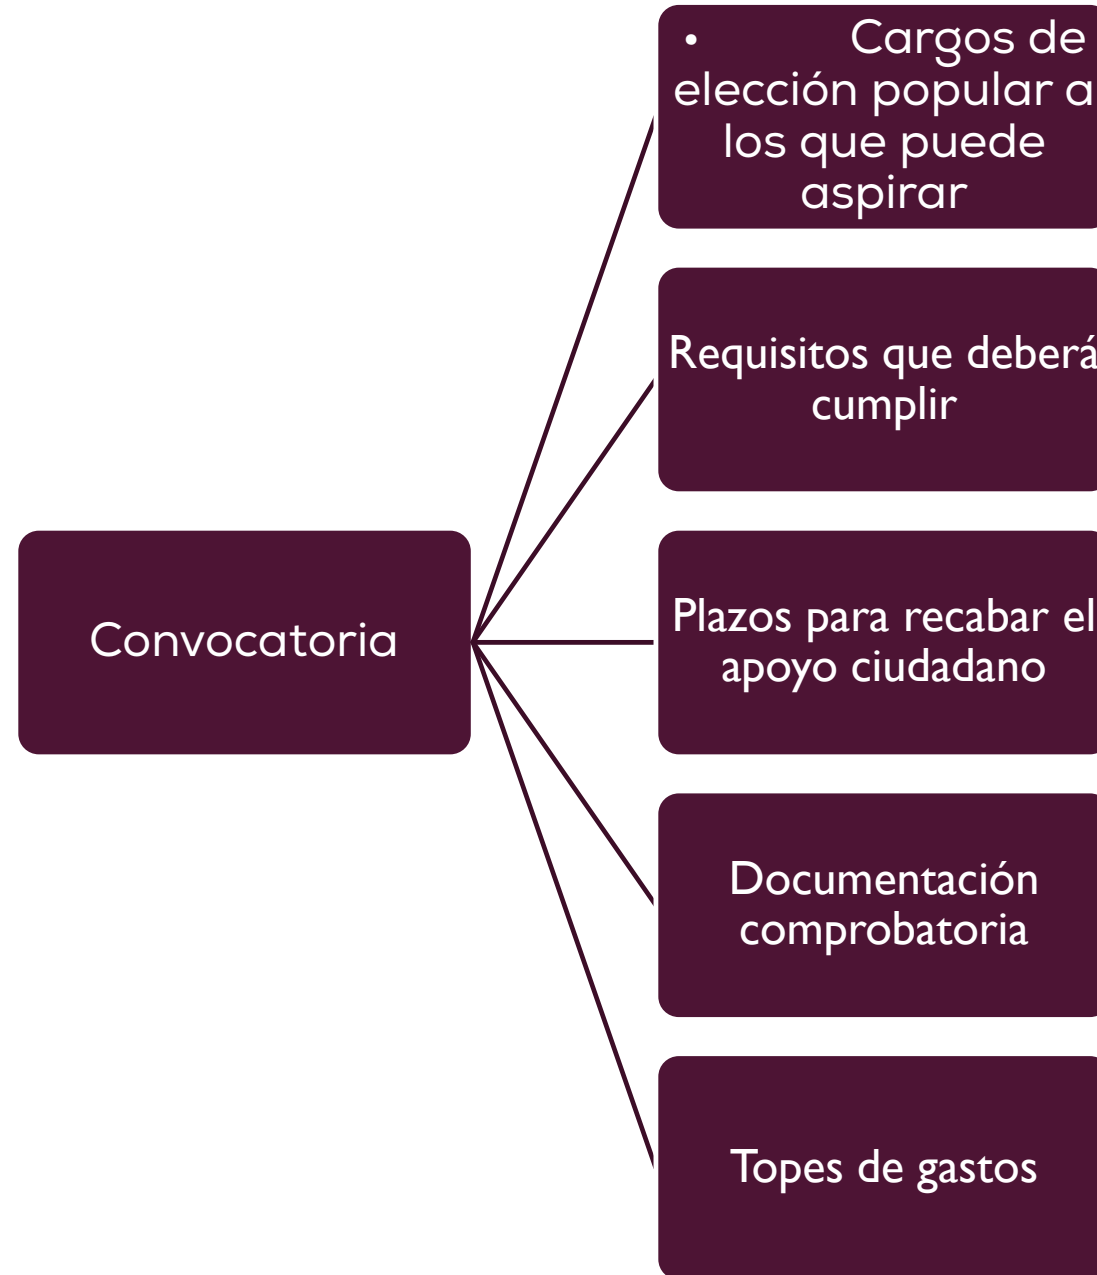 • Cargos de
elección popular a
los que puede
aspirar
Requisitos que deberá
cumplir
Convocatoria
Plazos para recabar el
apoyo ciudadano
Documentación
comprobatoria
Topes de gastos